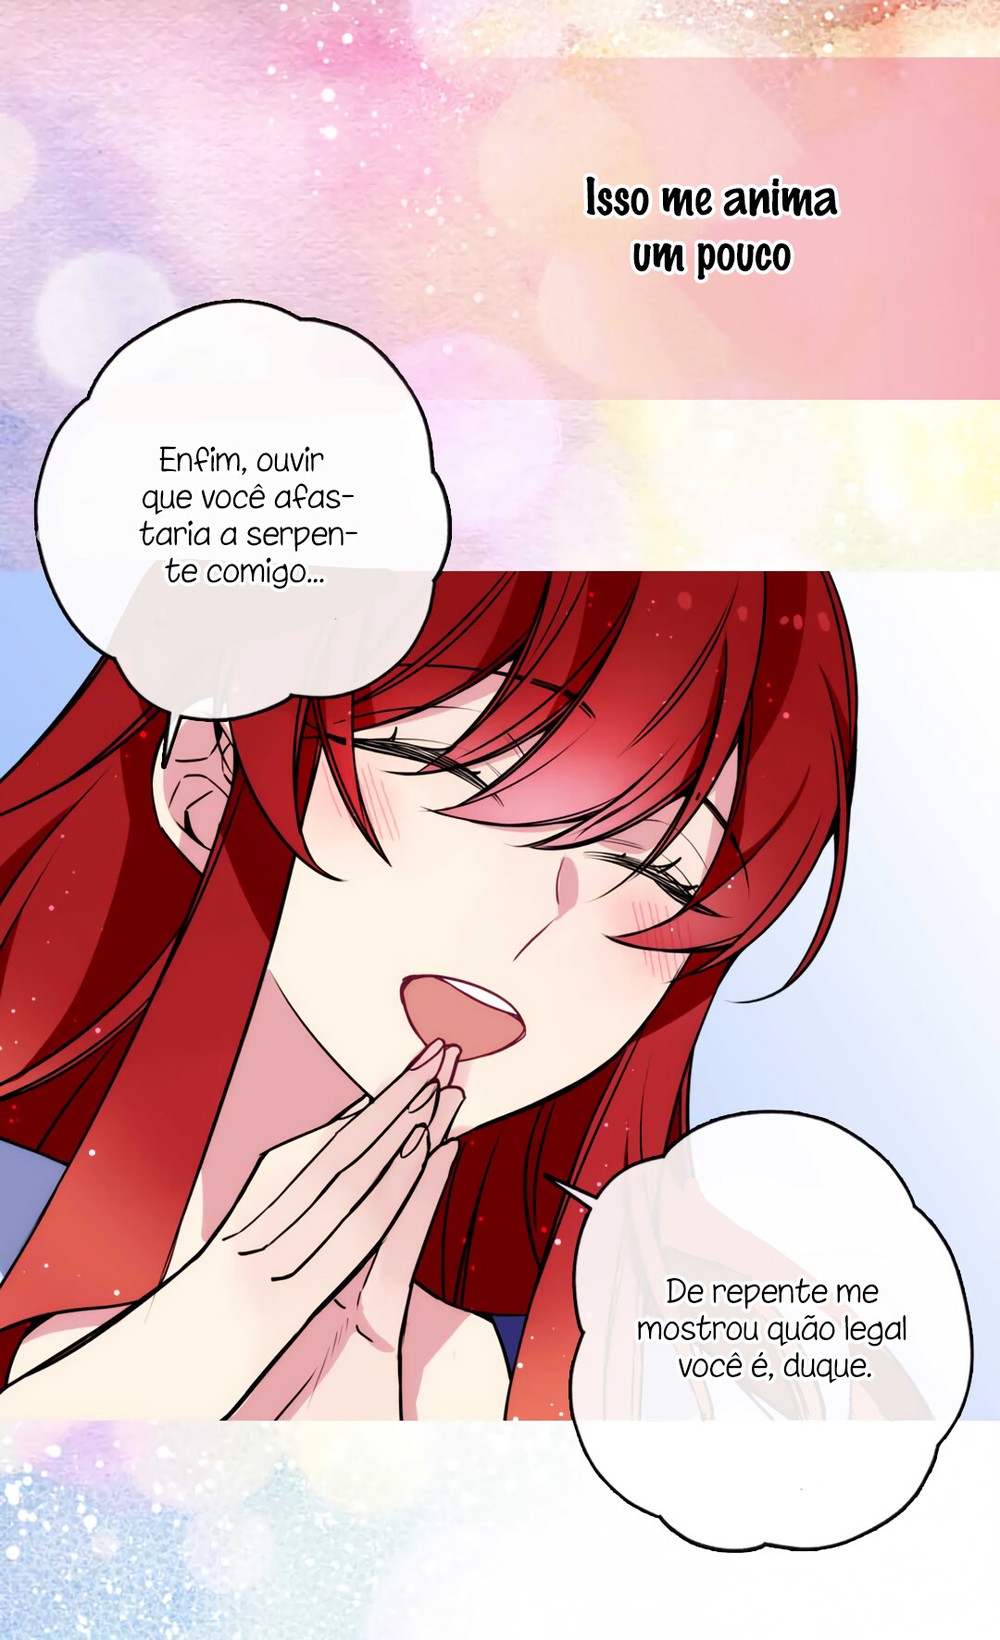 Isso me anima
um pouco
Enfim, ouvir
que você afas-
taria a serpen-
te comigo...
De repente me
mostrou quão legal
você é, duque.